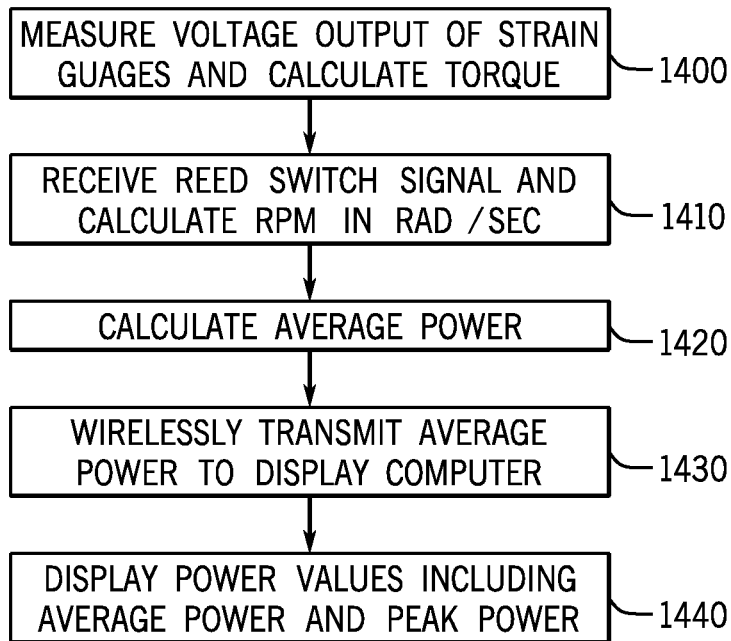 MEASURE VOLTAGE OUTPUT OF STRAIN
GUAGES AND CALCULATE TORQUE
1400
RECEIVE REED SWITCH SIGNAL AND
CALCULATE RPM IN RAD /SEC
1410
CALCULATE AVERAGE POWER
1420
WIRELESSLY TRANSMIT AVERAGE
POWER TO DISPLAY COMPUTER
1430
DISPLAY POWER VALUES INCLUDING
AVERAGE POWER AND PEAK POWER
1440